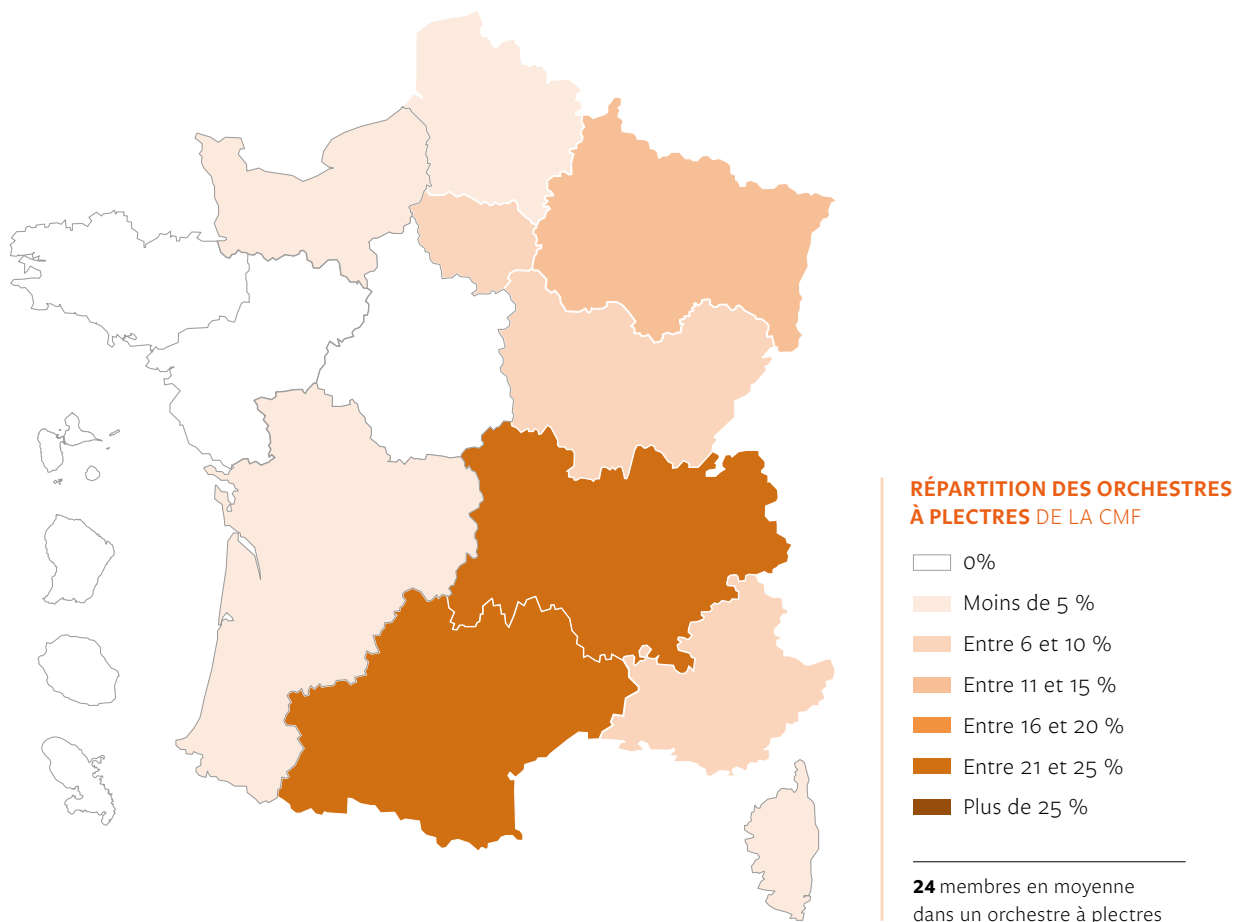 RÉPARTITION DES ORCHESTRES
À PLECTRES DE LA CMF
0%
Moins de 5 %
Entre 6 et 10 %
Entre 11 et 15 %
Entre 16 et 20 %
Entre 21 et 25 %
Plus de 25 %
24 membres en moyenne
dans un orchestre à plectres